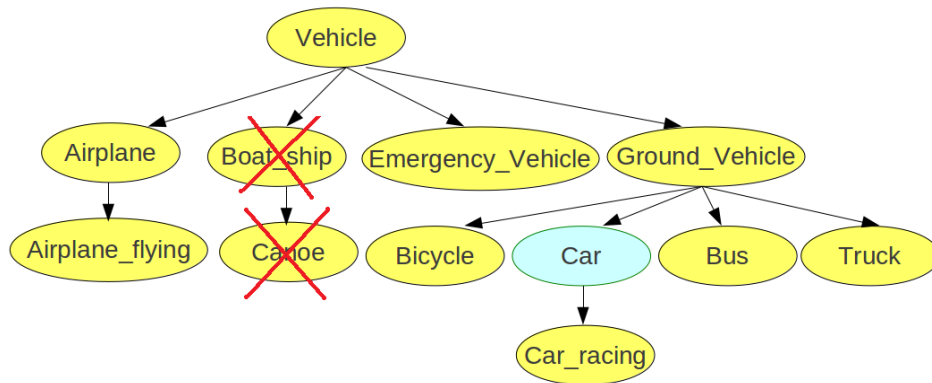 Vehicle
Airplane
Boat_ship
Emergency_Vehicle
Ground_Vehicle
Airplane_flying
Canoe
Bicycle
Car
Bus
Truck
Car_racing